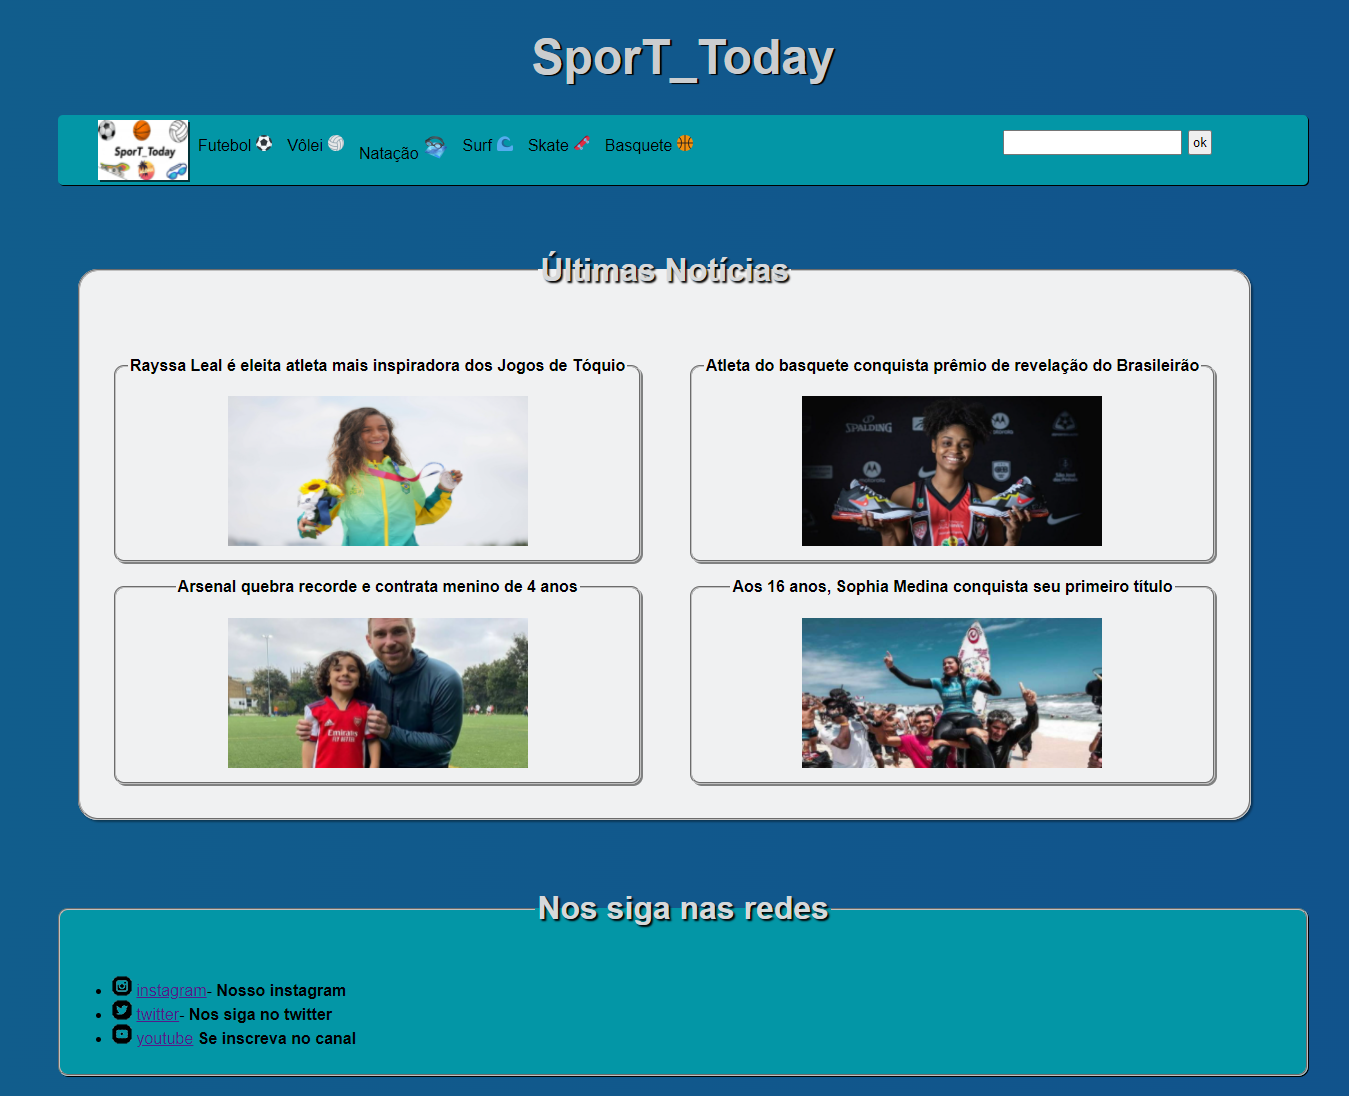 SporT_Today
SporT_Today
Futebol Vôlei Natação Surf Skate Basquete ok
Últimas Notícias
Rayssa Leal é eleita atleta mais inspiradora dos Jogos de Tóquio
Atleta do basquete conquista prêmio de revelação do Brasileirão
SPALDING
Arsenal quebra recorde e contrata menino de 4 anos
Aos 16 anos, Sophia Medina conquista seu primeiro título
Emirates
FLY BETTER
Nos siga nas redes
instagram- Nosso instagram
twitter- Nos siga no twitter
youtube Se inscreva no canal